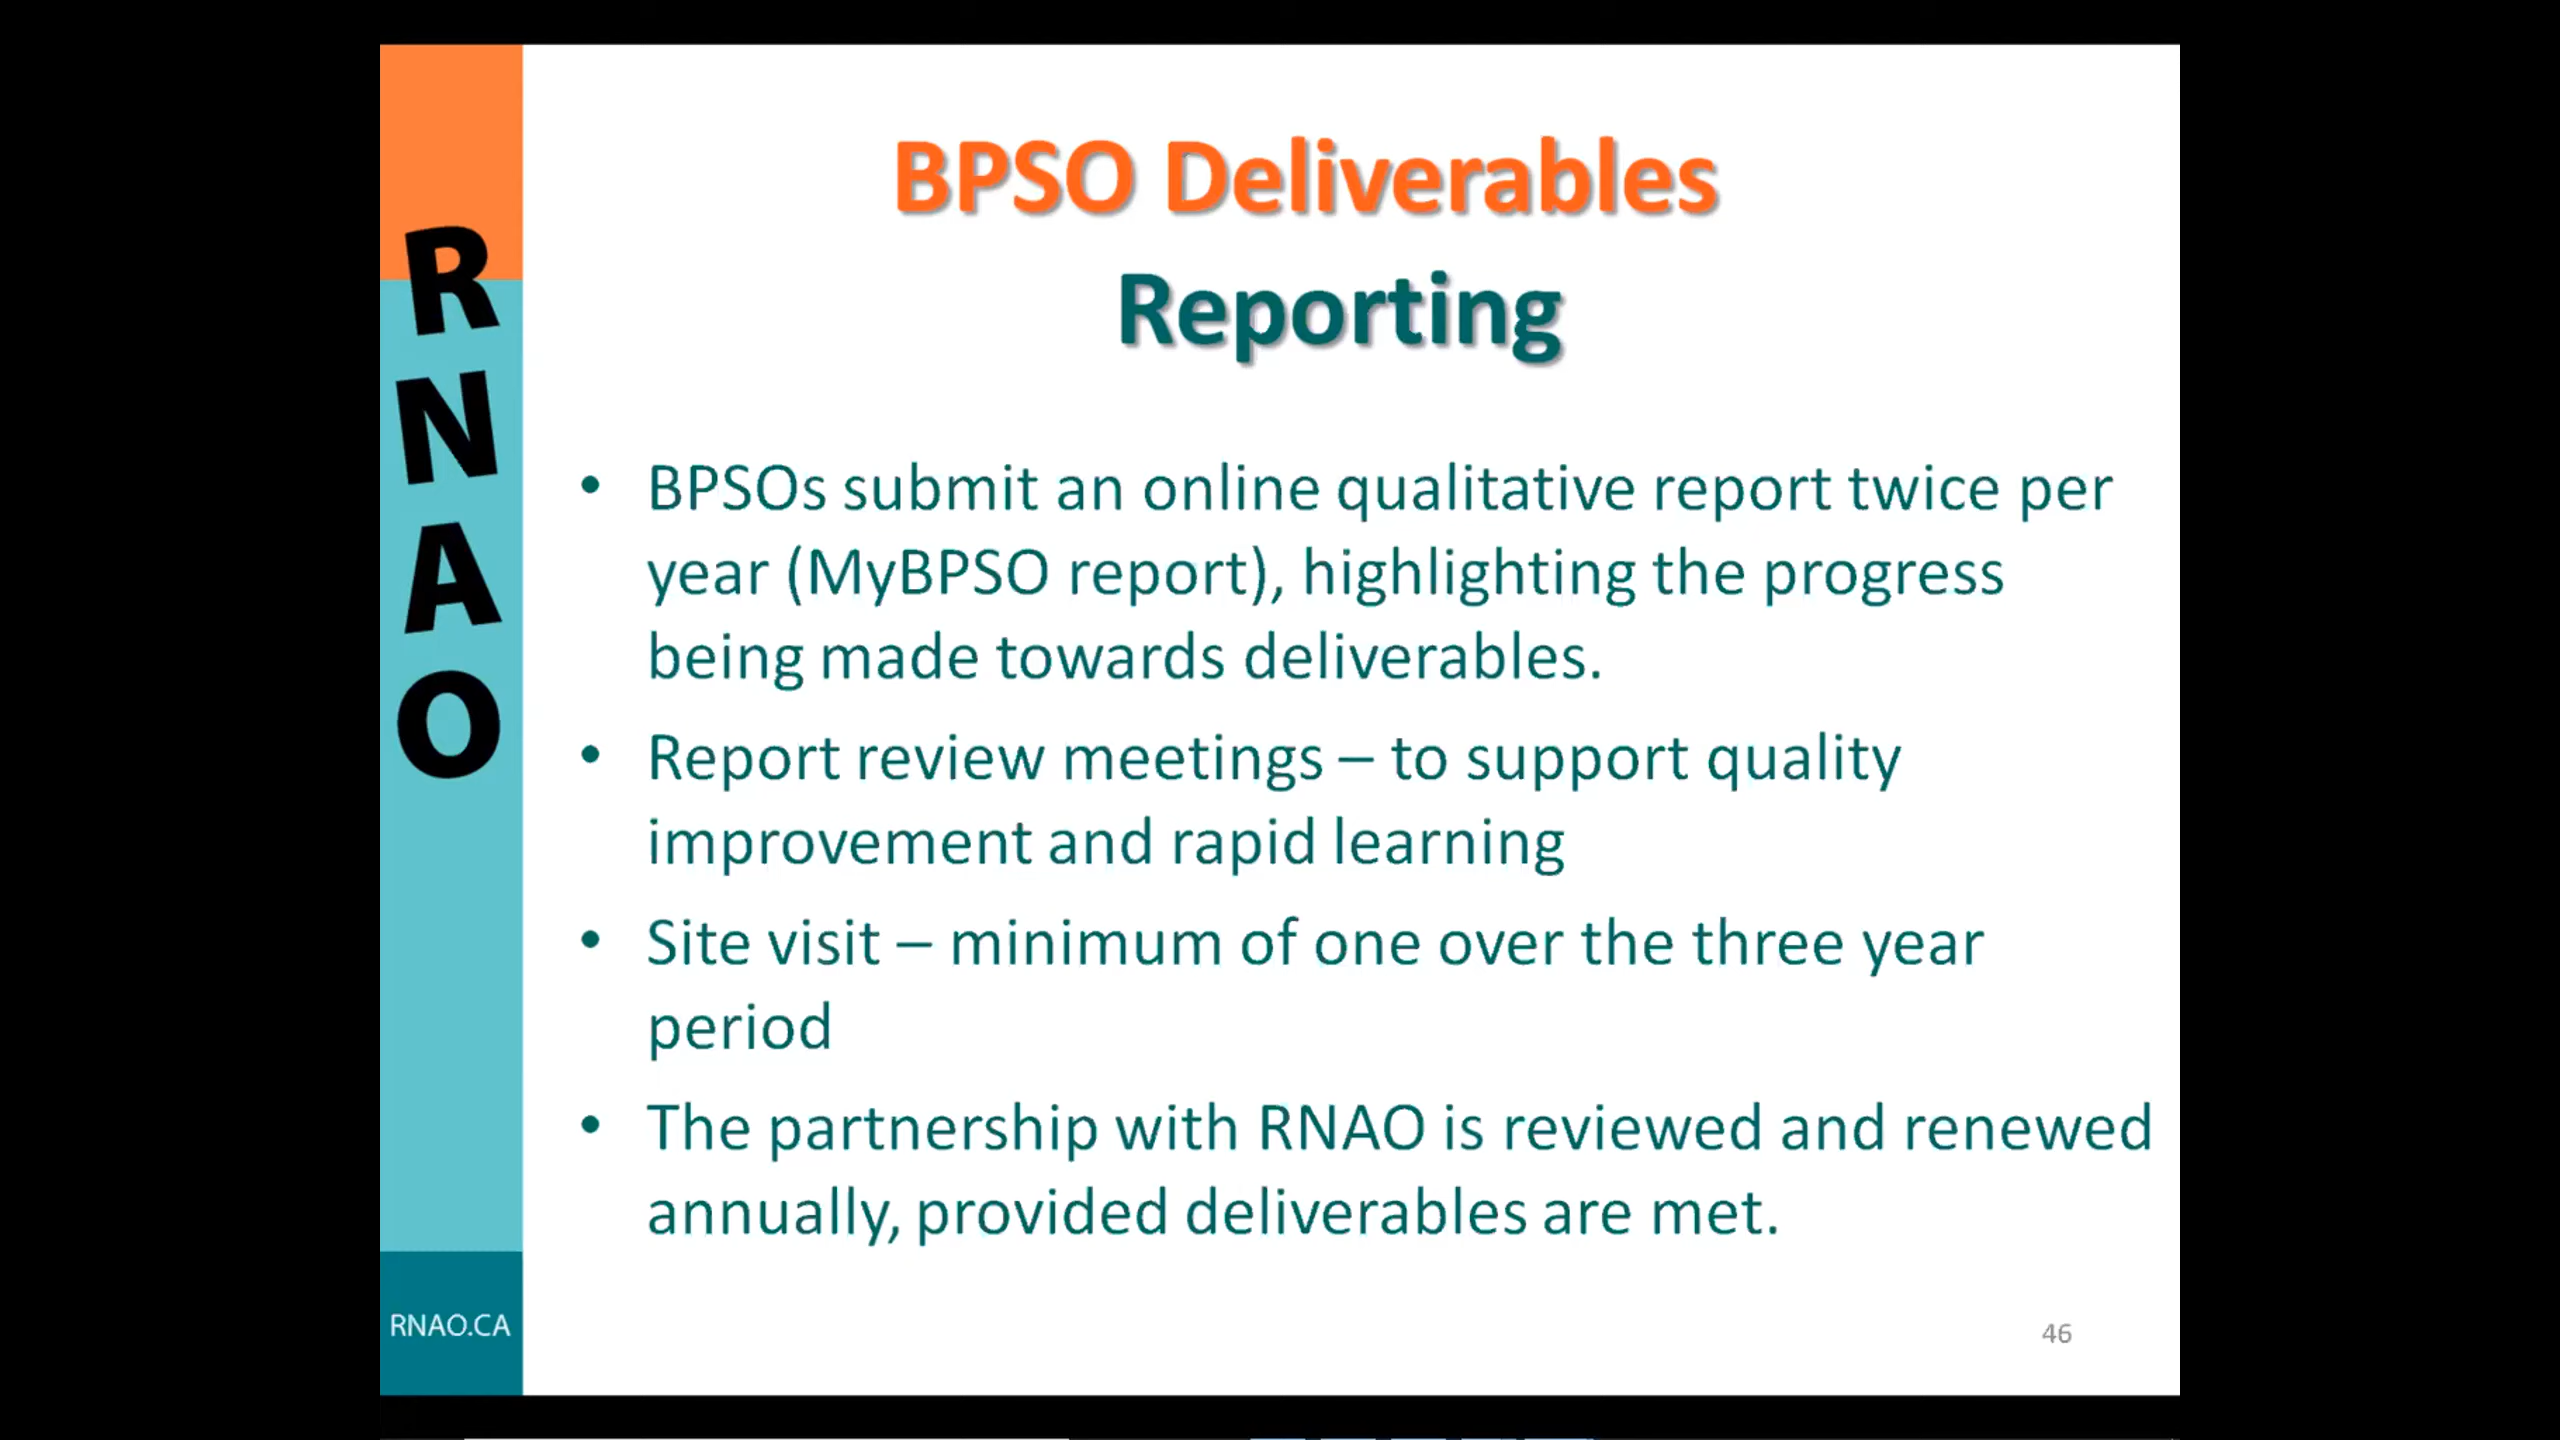 BPSO Deliverables
Reporting
R
N
A
O
• BPSOs submit an online qualitative report twice per
year (MyBPSO report), highlighting the progress
being made towards deliverables.
• Report review meetings – to support quality
improvement and rapid learning
• Site visit – minimum of one over the three year
period
• The partnership with RNAO is reviewed and renewed
annually, provided deliverables are met.
RNAO.CA
46